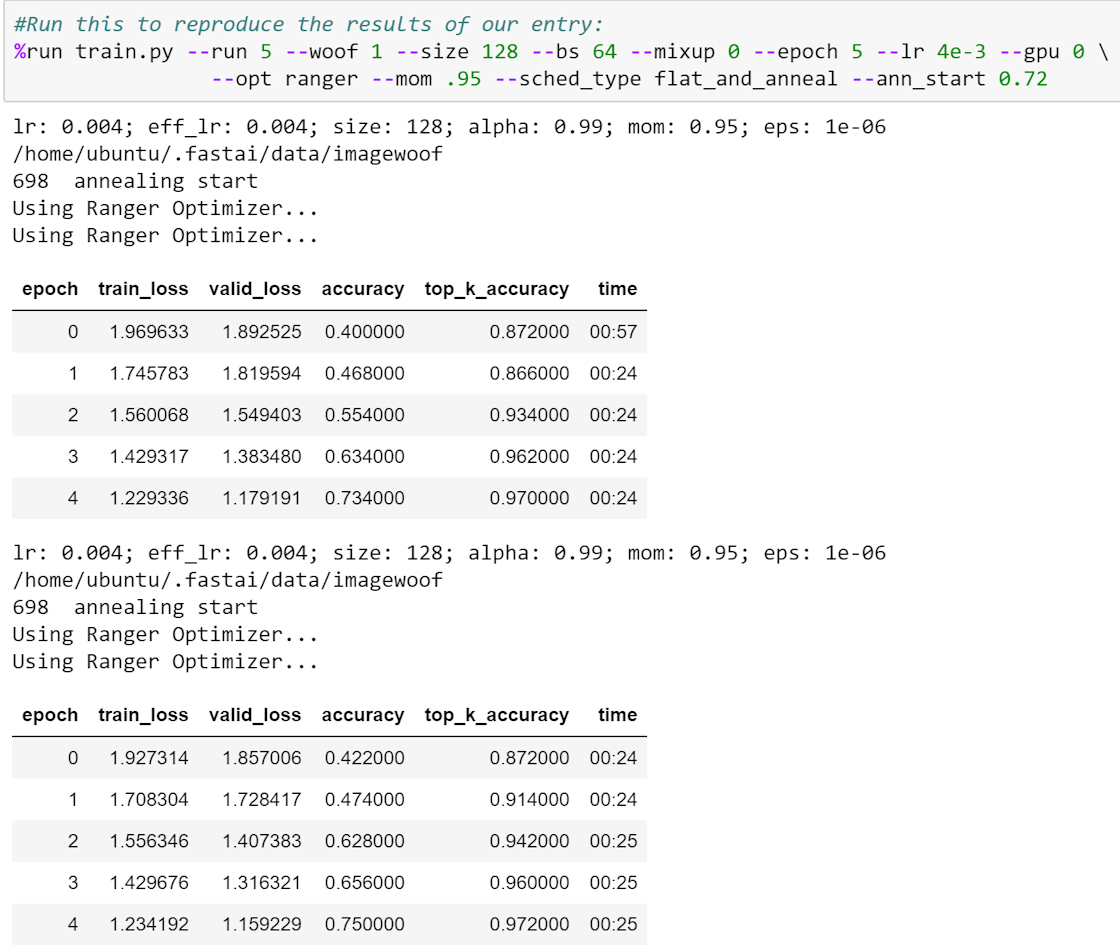 #Run this to reproduce the results of our entry:
%run train.py --run 5 --woof 1 --size 128 --bs 64 --mixup 0 --epoch 5 --lr 4e-3 --gpu 0 \
--opt ranger --mom .95 --sched_type flat_and_anneal --ann_start 0.72
lr: 0.004; eff_lr: 0.004; size: 128; alpha: 0.99; mom: 0.95; eps: 1e-06
/home/ubuntu/.fastai/data/imagewoof
698  annealing start
Using Ranger Optimizer...
Using Ranger Optimizer...
epoch train_loss valid_loss accuracy top_k_accuracy time
0 1.969633 1.892525 0.400000 0.872000 00:57
1 1.745783 1.819594 0.468000 0.866000 00:24
2 1.560068 1.549403 0.554000 0.934000 00:24
3 1.429317 1.383480 0.634000 0.962000 00:24
4 1.229336 1.179191 0.734000 0.970000 00:24
lr: 0.004; eff_lr: 0.004; size: 128; alpha: 0.99; mom: 0.95; eps: 1e-06
/home/ubuntu/.fastai/data/imagewoof
698  annealing start
Using Ranger Optimizer...
Using Ranger Optimizer...
epoch train_loss valid_loss accuracy top_k_accuracy time
0 1.927314 1.857006 0.422000 0.872000 00:24
1 1.708304 1.728417 0.474000 0.914000 00:24
2 1.556346 1.407383 0.628000 0.942000 00:25
3 1.429676 1.316321 0.656000 0.960000 00:25
4 1.234192 1.159229 0.750000 0.972000 00:25